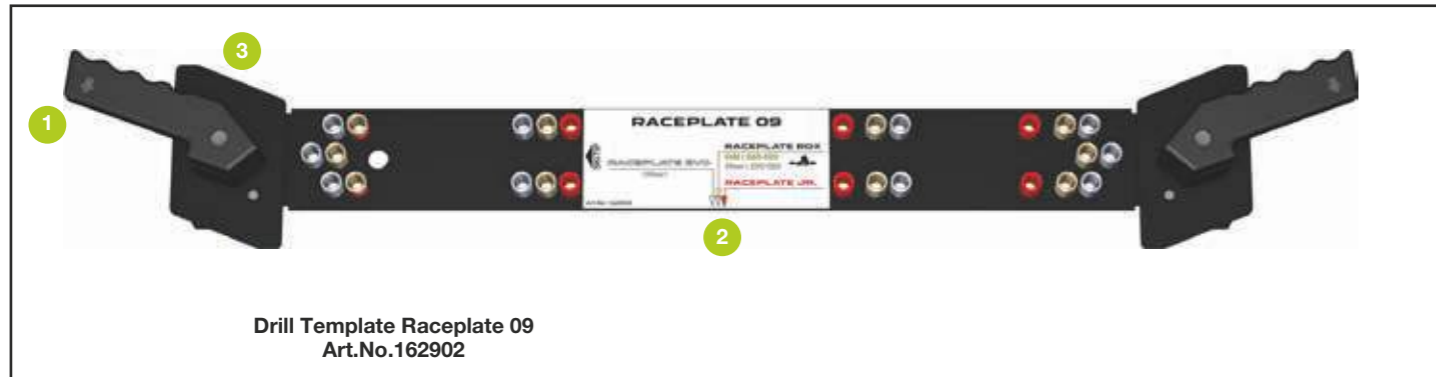 3
1
RACEPLATE 09
RACEPLATE BOX
RACEPLATE EVO
RACEPLATE JR.
2
Drill Template Raceplate 09
Art.No.162902